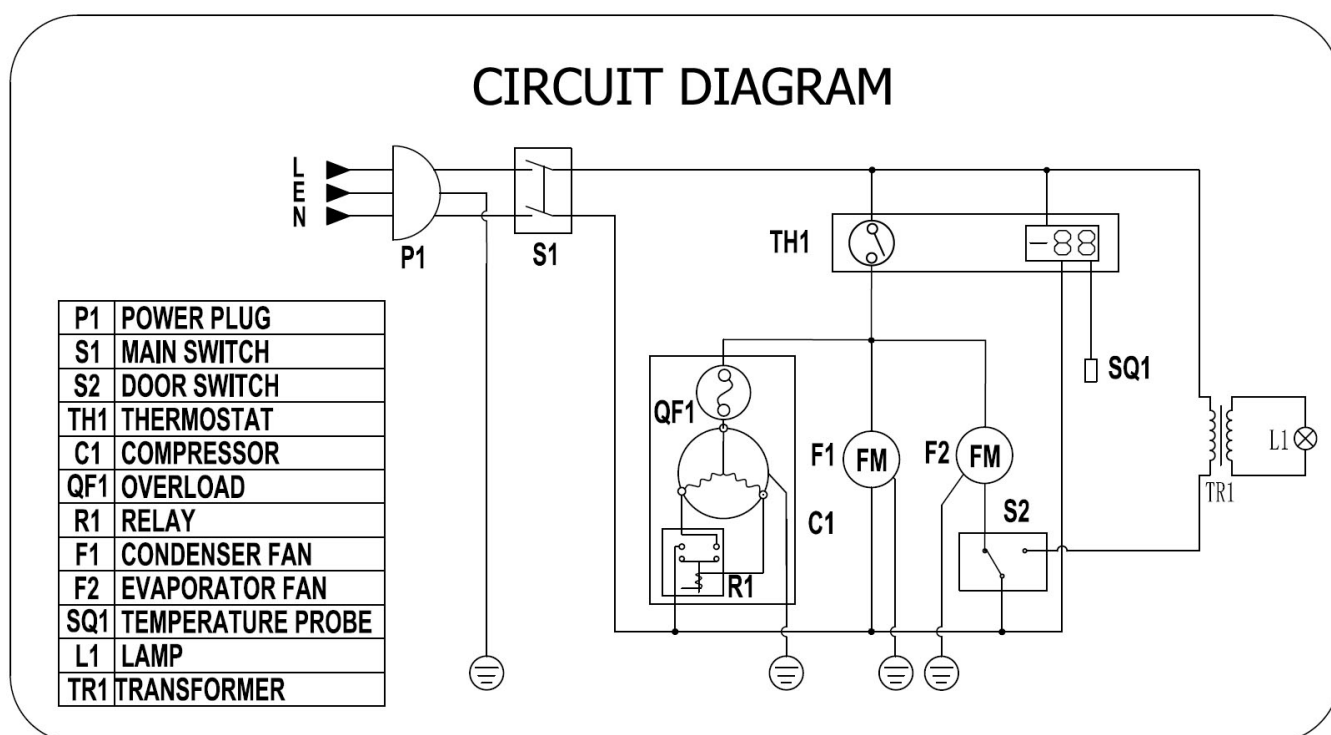 CIRCUIT DIAGRAM
L
E
N
P1
S1
TH1
-88
SQ1
QF1
F1 FM
F2 FM
L1
TR1
S2
C1
R1
P1 POWER PLUG
S1 MAIN SWITCH
S2 DOOR SWITCH
TH1 THERMOSTAT
C1 COMPRESSOR
QF1 OVERLOAD
R1 RELAY
F1 CONDENSER FAN
F2 EVAPORATOR FAN
SQ1 TEMPERATURE PROBE
L1 LAMP
TR1 TRANSFORMER